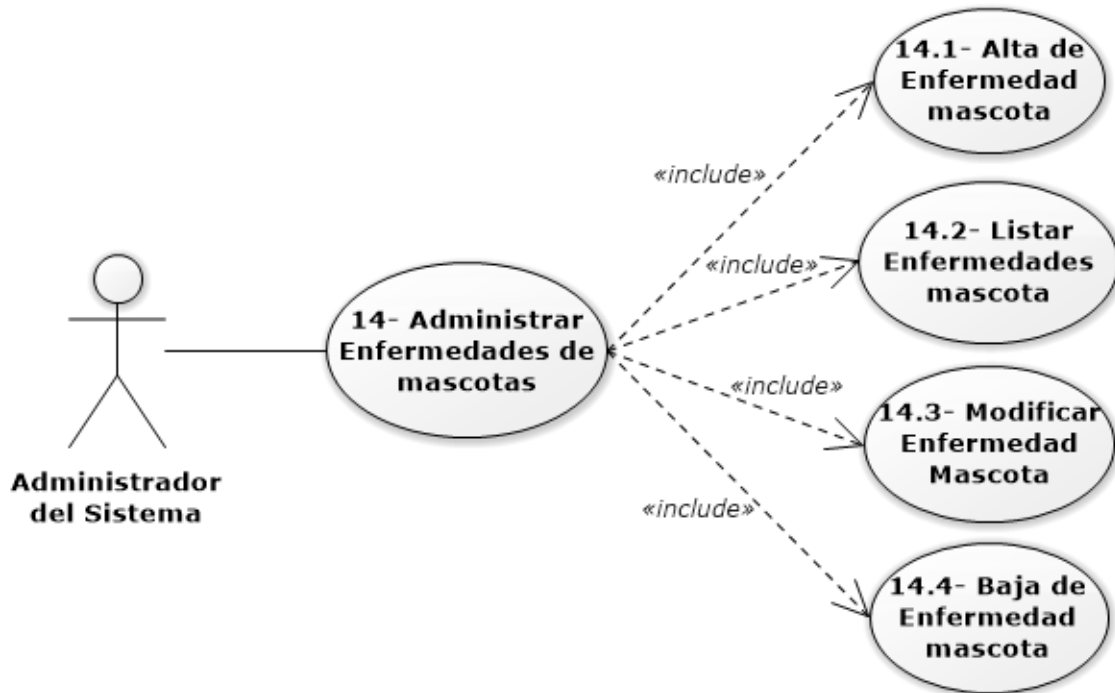 14.1- Alta de
Enfermedad
mascota
«include»
14.2- Listar
Enfermedades
mascota
«include»
14- Administrar
Enfermedades de
mascotas
«include»
14.3- Modificar
Enfermedad
Mascota
Administrador
del Sistema
«include»
14.4- Baja de
Enfermedad
mascota